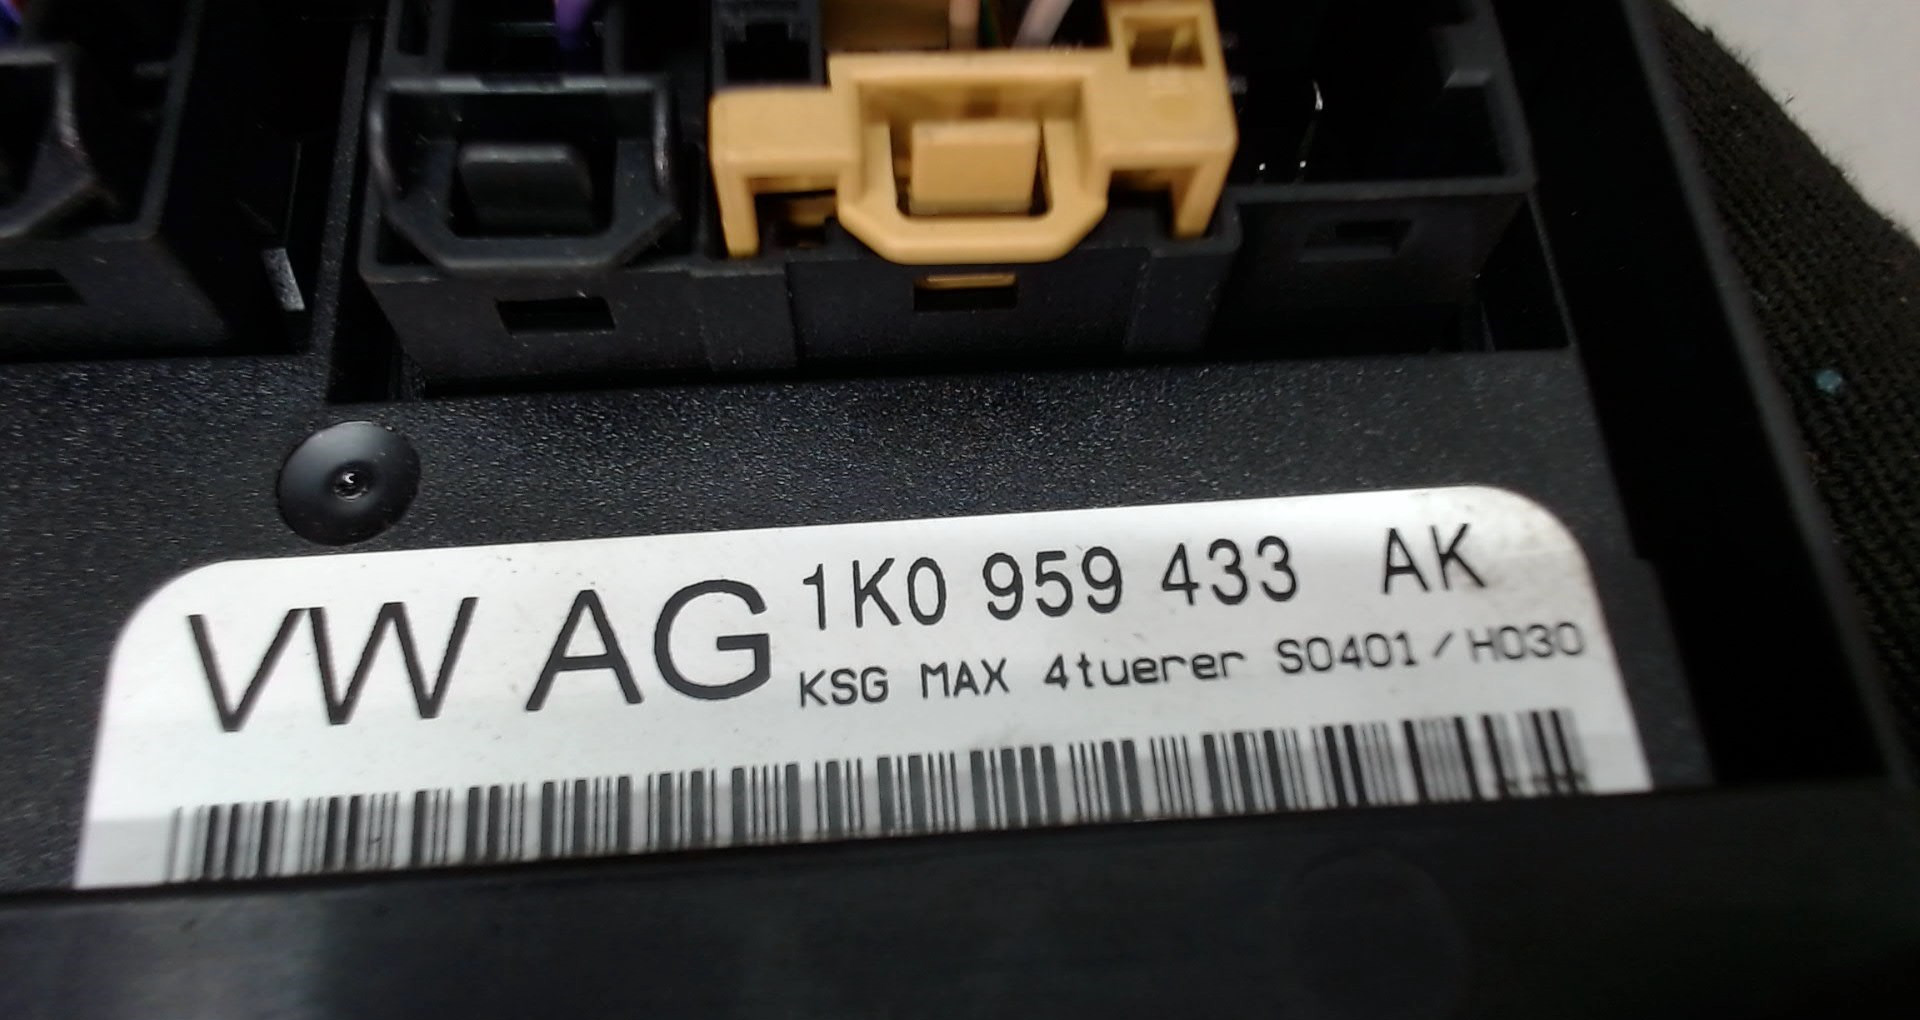 VW AG 1K0 959 433 AK
KSG MAX 4tuerer S0401/H030